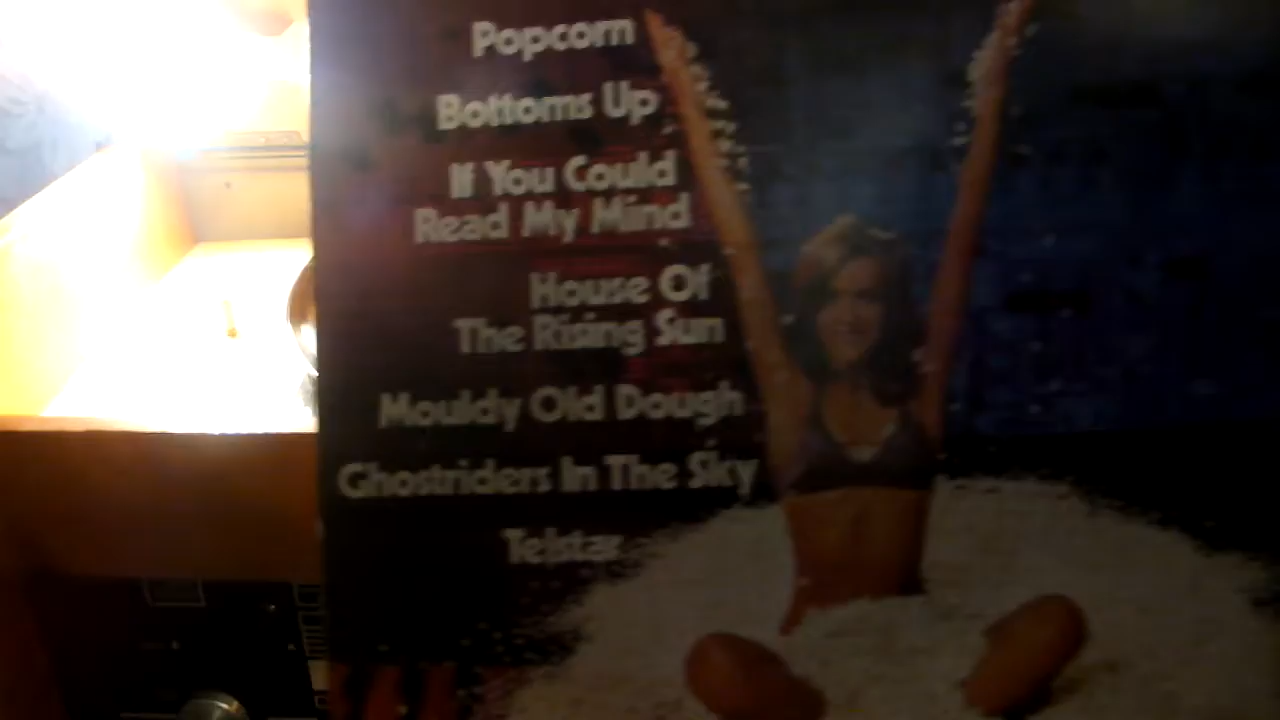 Popcorn
Bottoms Up
If You Could
Read My Mind
House Of
The Rising Sun
Mouldy Old Dough
Ghostriders In The Sky
Telstar